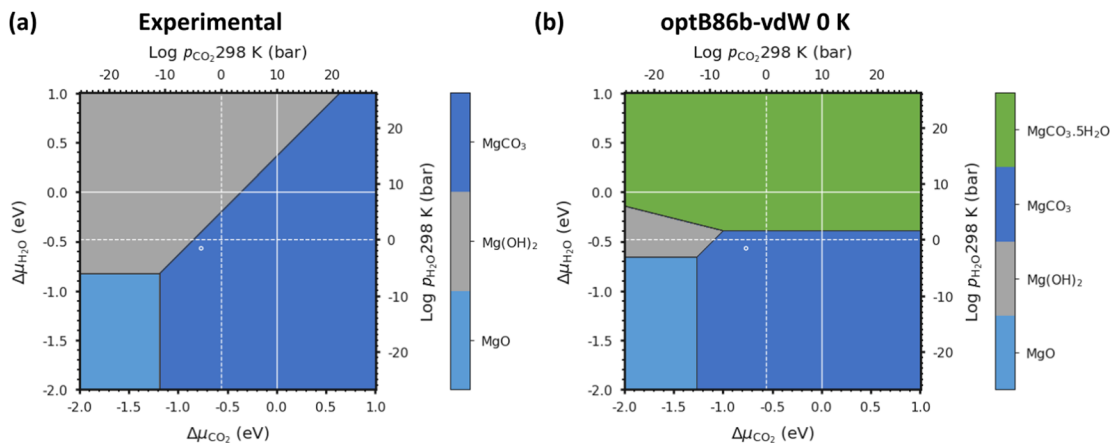 (a) Experimental
Log pCO2 298 K (bar)
-20 -10 0 10 20
1.0
0.5
0.0
-0.5
-1.0
-1.5
-2.0
ΔμH2O (eV)
-2.0 -1.5 -1.0 -0.5 0.0 0.5 1.0
ΔμCO2 (eV)
20
10
0
-10
-20
Log pH2O 298 K (bar)
MgCO3
Mg(OH)2
MgO
(b) optB86b-vdW 0 K
Log pCO2 298 K (bar)
-20 -10 0 10 20
1.0
0.5
0.0
-0.5
-1.0
-1.5
-2.0
ΔμH2O (eV)
-2.0 -1.5 -1.0 -0.5 0.0 0.5 1.0
ΔμCO2 (eV)
20
10
0
-10
-20
Log pH2O 298 K (bar)
MgCO3.5H2O
MgCO3
Mg(OH)2
MgO